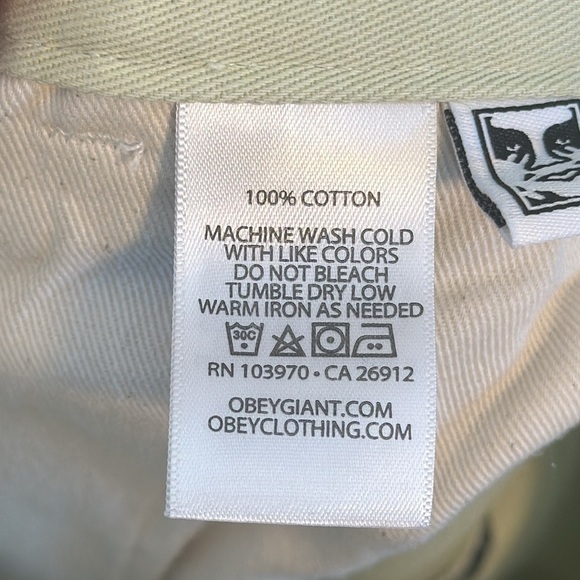 100% COTTON
MACHINE WASH COLD
WITH LIKE COLORS
DO NOT BLEACH
TUMBLE DRY LOW
WARM IRON AS NEEDED
30C
RN 103970 • CA 26912
OBEYGIANT.COM
OBEYCLOTHING.COM